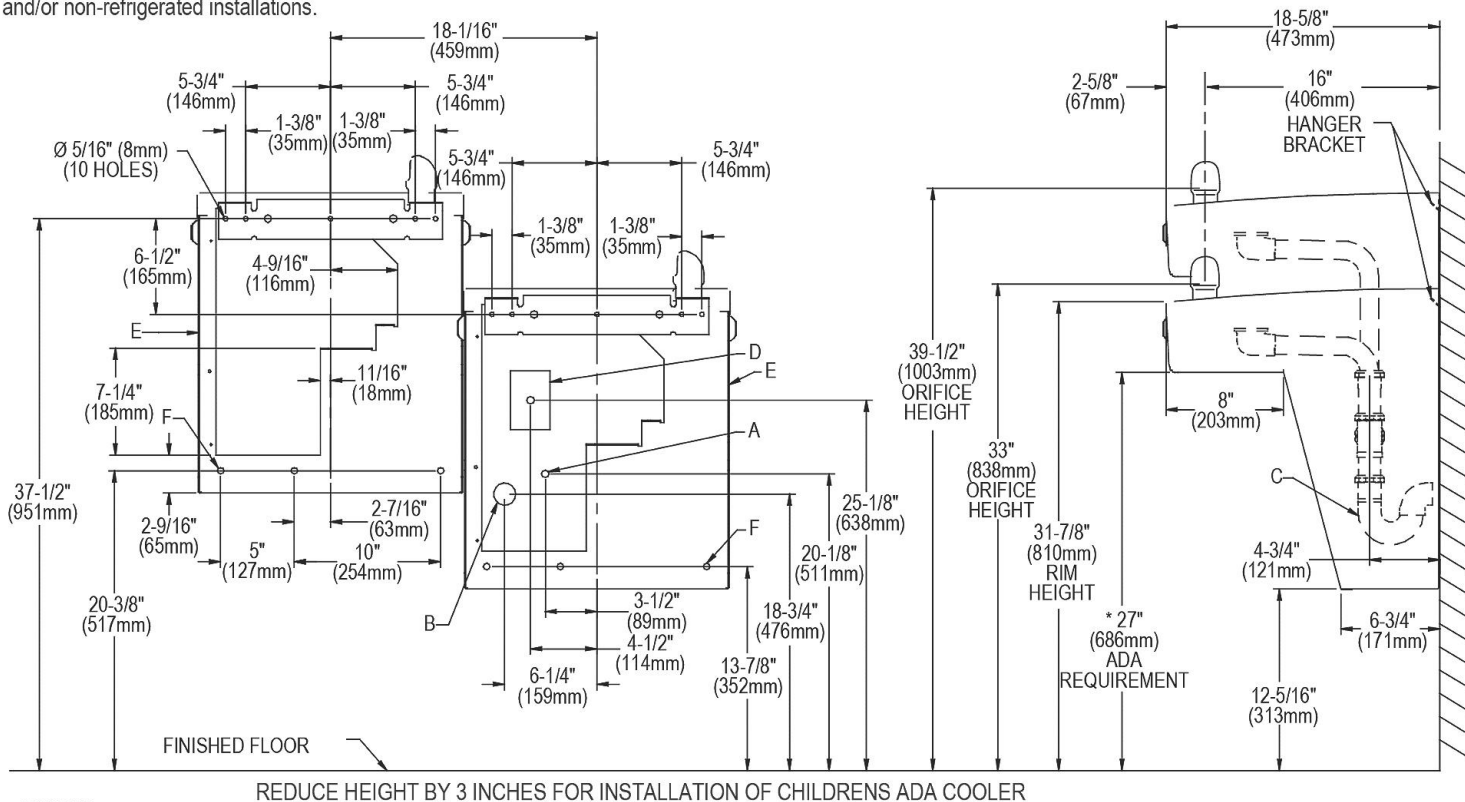 and/or non-refrigerated installations.
18-1/16"
(459mm)
5-3/4"
(146mm)
5-3/4"
(146mm)
1-3/8"
(35mm)
1-3/8"
(35mm)
Ø 5/16" (8mm)
(10 HOLES)
5-3/4"
(146mm)
5-3/4"
(146mm)
1-3/8"
(35mm)
1-3/8"
(35mm)
6-1/2"
(165mm)
4-9/16"
(116mm)
E
7-1/4"
(185mm)
11/16"
(18mm)
F
D
E
A
37-1/2"
(951mm)
2-9/16"
(65mm)
2-7/16"
(63mm)
5"
(127mm)
10"
(254mm)
20-3/8"
(517mm)
B
F
3-1/2"
(89mm)
4-1/2"
(114mm)
6-1/4"
(159mm)
25-1/8"
(638mm)
20-1/8"
(511mm)
18-3/4"
(476mm)
13-7/8"
(352mm)
18-5/8"
(473mm)
2-5/8"
(67mm)
16"
(406mm)
HANGER
BRACKET
39-1/2"
(1003mm)
ORIFICE
HEIGHT
8"
(203mm)
33"
(838mm)
ORIFICE
HEIGHT
C
31-7/8"
(810mm)
RIM
HEIGHT
4-3/4"
(121mm)
* 27"
(686mm)
ADA
REQUIREMENT
6-3/4"
(171mm)
12-5/16"
(313mm)
FINISHED FLOOR
REDUCE HEIGHT BY 3 INCHES FOR INSTALLATION OF CHILDRENS ADA COOLER